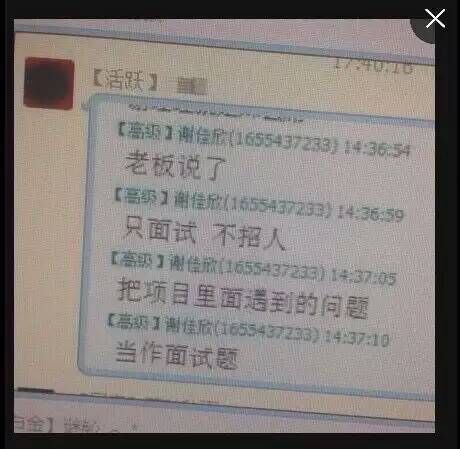 17:40:16
【活跃】
【高级】谢佳欣(1655437233) 14:36:54
老板说了
【高级】谢佳欣(1655437233) 14:36:59
只面试 不招人
【高级】谢佳欣(1655437233) 14:37:05
把项目里面遇到的问题
【高级】谢佳欣(1655437233) 14:37:10
当作面试题